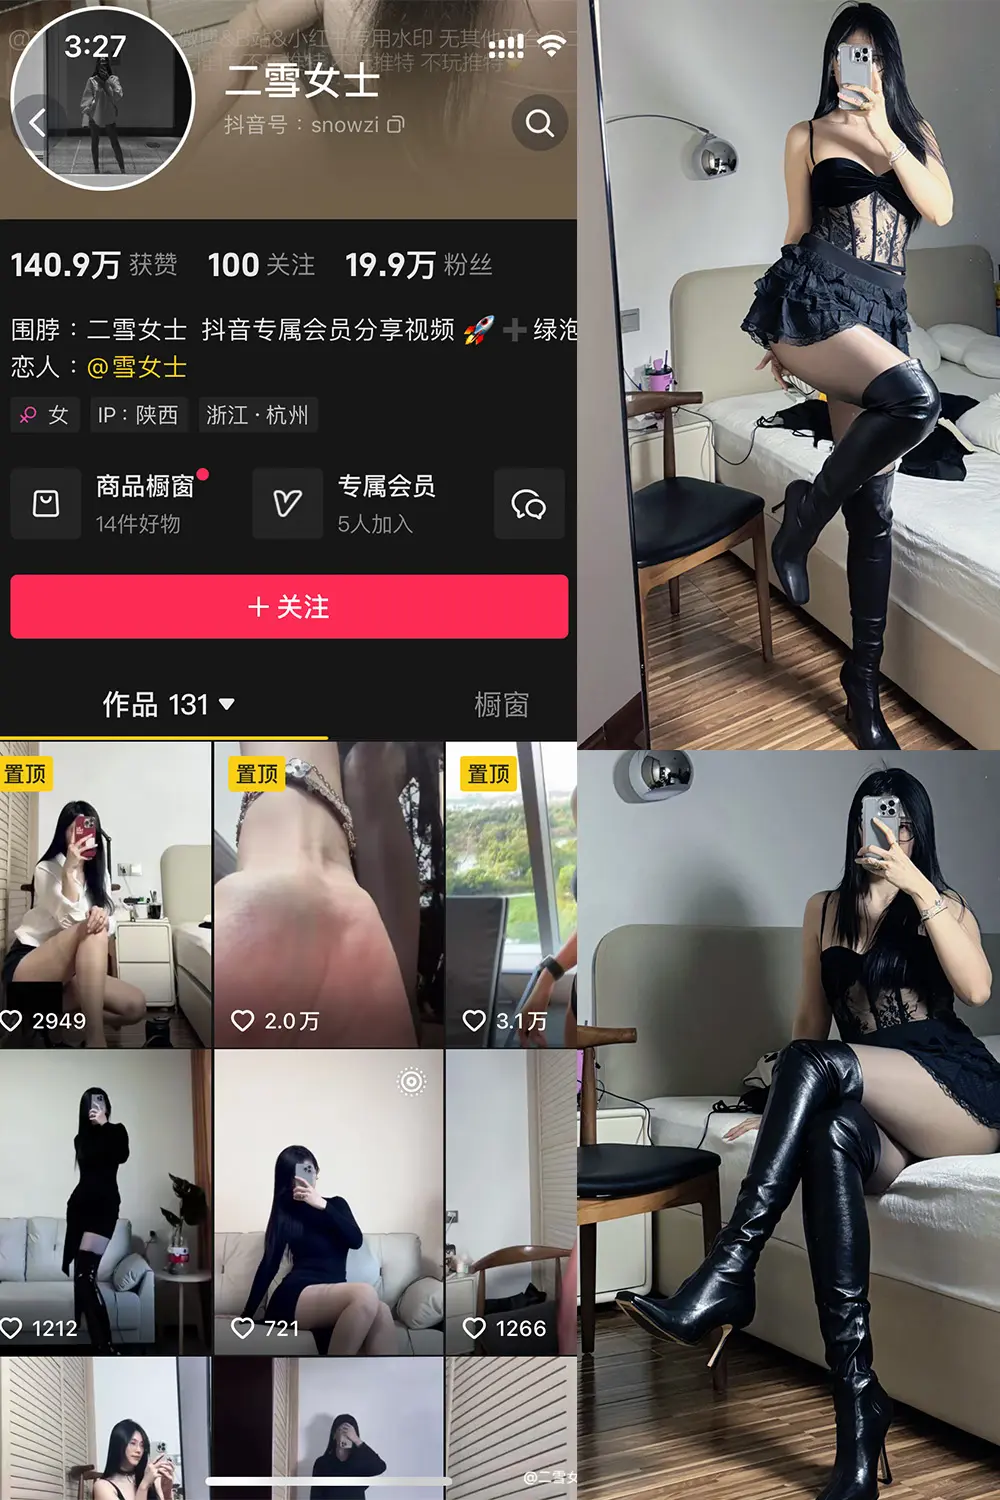 3:27
二雪女士
抖音号：snowzi
140.9万 获赞 100 关注 19.9万 粉丝
围脖：二雪女士 抖音专属会员分享视频 🚀 ➕ 绿泡
恋人：@雪女士
女 IP：陕西 浙江·杭州
商品橱窗 专属会员
14件好物 5人加入
＋关注
作品 131 橱窗
置顶 置顶 置顶
2949 2.0万 3.1万
1212 721 1266
@二雪女